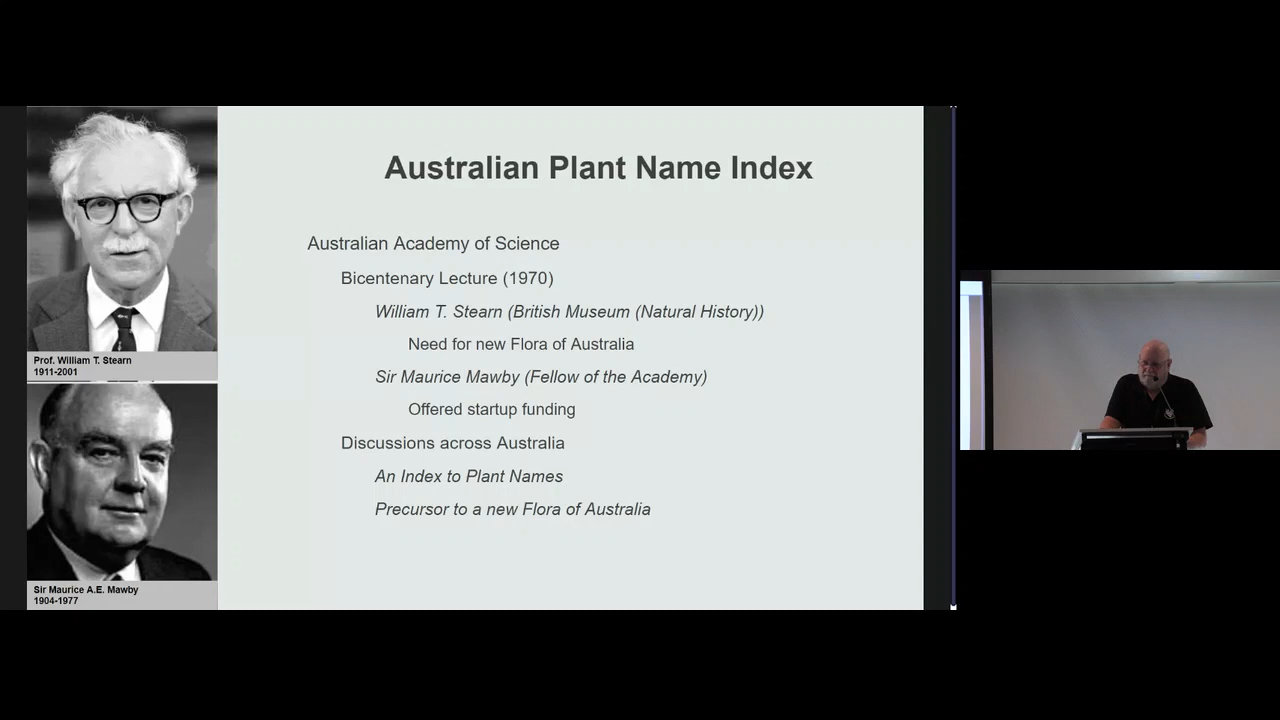 Australian Plant Name Index
Australian Academy of Science
Bicentenary Lecture (1970)
William T. Stearn (British Museum (Natural History))
Need for new Flora of Australia
Sir Maurice Mawby (Fellow of the Academy)
Offered startup funding
Discussions across Australia
An Index to Plant Names
Precursor to a new Flora of Australia
Prof. William T. Stearn
1911-2001
Sir Maurice A.E. Mawby
1904-1977